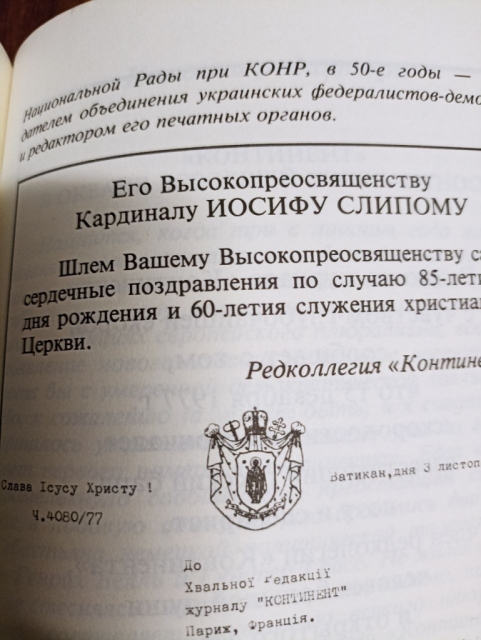 Национальной Рады при КОНР, в 50-е годы —
дателем объединения украинских федералистов-демо
и редактором его печатных органов.
Его Высокопреосвященству
Кардиналу ИОСИФУ СЛИПОМУ
Шлем Вашему Высокопреосвященству са
сердечные поздравления по случаю 85-лети
дня рождения и 60-летия служения христиа
Церкви.
Редколлегия «Контине
Ватикан,дня 3 листоп
Слава Ісусу Христу !
Ч.4080/77
До
Хвальної Редакції
журналу "КОНТИНЕНТ"
Париж, Франція.